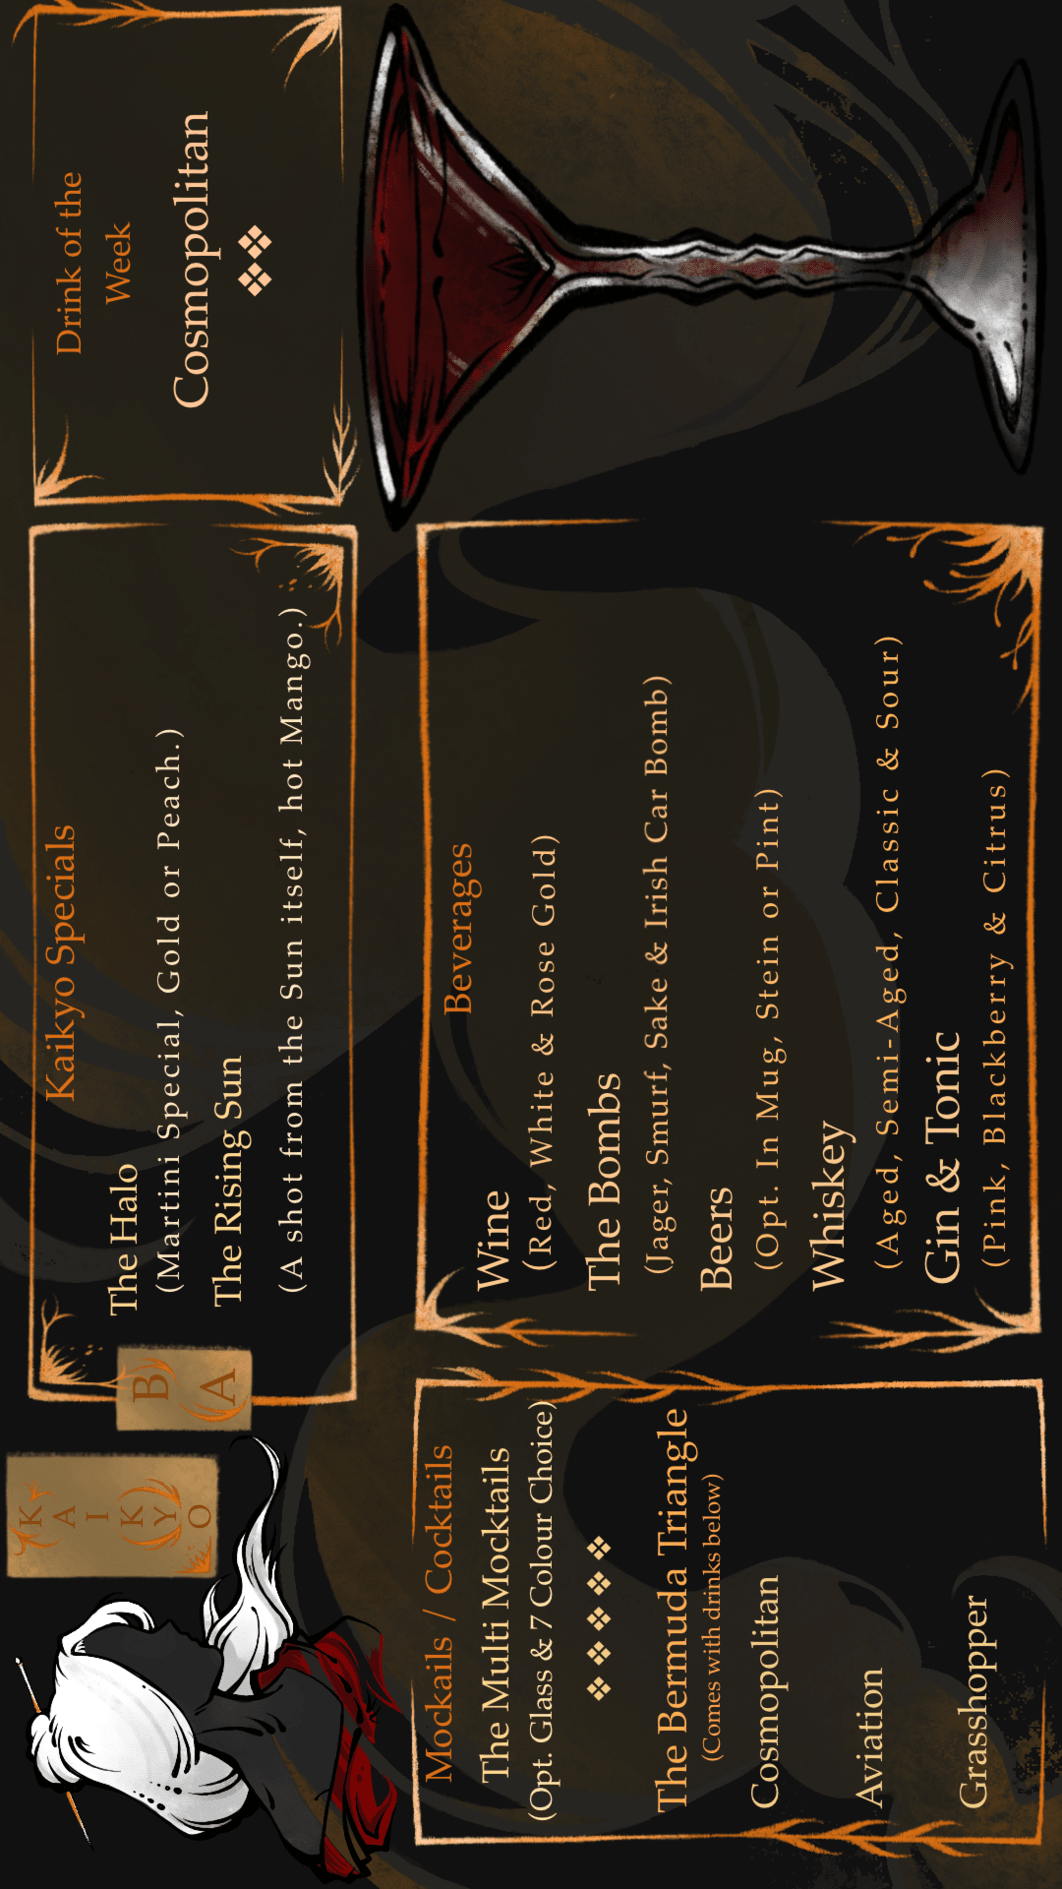 K
A
I
K
Y
O
B
A
Kaikyo Specials
The Halo
(Martini Special, Gold or Peach.)
The Rising Sun
(A shot from the Sun itself, hot Mango.)
Drink of the
Week
Cosmopolitan
Mockails / Cocktails
The Multi Mocktails
(Opt. Glass & 7 Colour Choice)
The Bermuda Triangle
(Comes with drinks below)
Cosmopolitan
Aviation
Grasshopper
Beverages
Wine
(Red, White & Rose Gold)
The Bombs
(Jager, Smurf, Sake & Irish Car Bomb)
Beers
(Opt. In Mug, Stein or Pint)
Whiskey
(Aged, Semi-Aged, Classic & Sour)
Gin & Tonic
(Pink, Blackberry & Citrus)